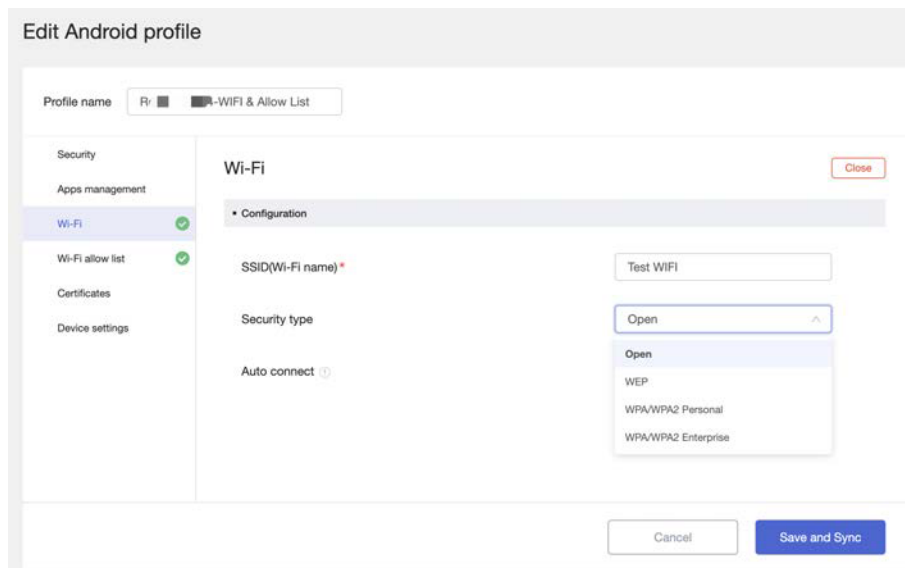 Edit Android profile
Profile name
-WIFI & Allow List
Security
Wi-Fi
Close
Apps management
Wi-Fi
• Configuration
Wi-Fi allow list
SSID(Wi-Fi name)*
Test WIFI
Certificates
Security type
Open
Device settings
Open
Auto connect
WEP
WPA/WPA2 Personal
WPA/WPA2 Enterprise
Cancel
Save and Sync